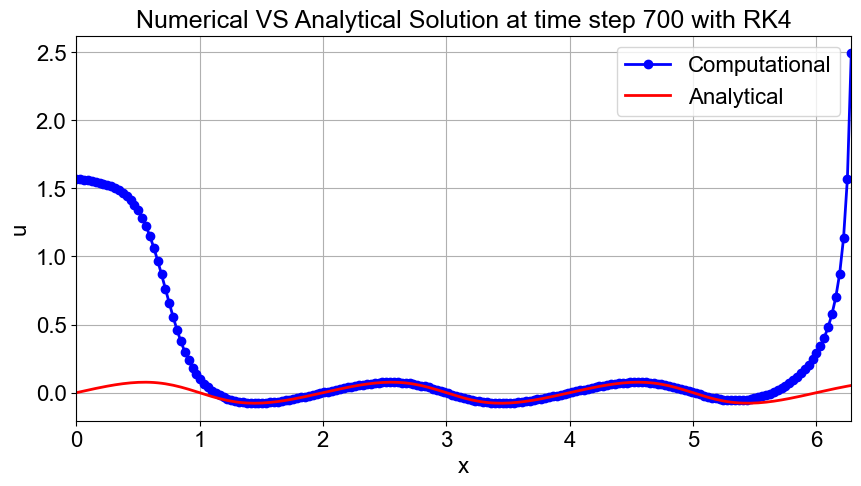 Numerical VS Analytical Solution at time step 700 with RK4
Computational
Analytical
2.5
2.0
1.5
1.0
0.5
0.0
u
0 1 2 3 4 5 6
x